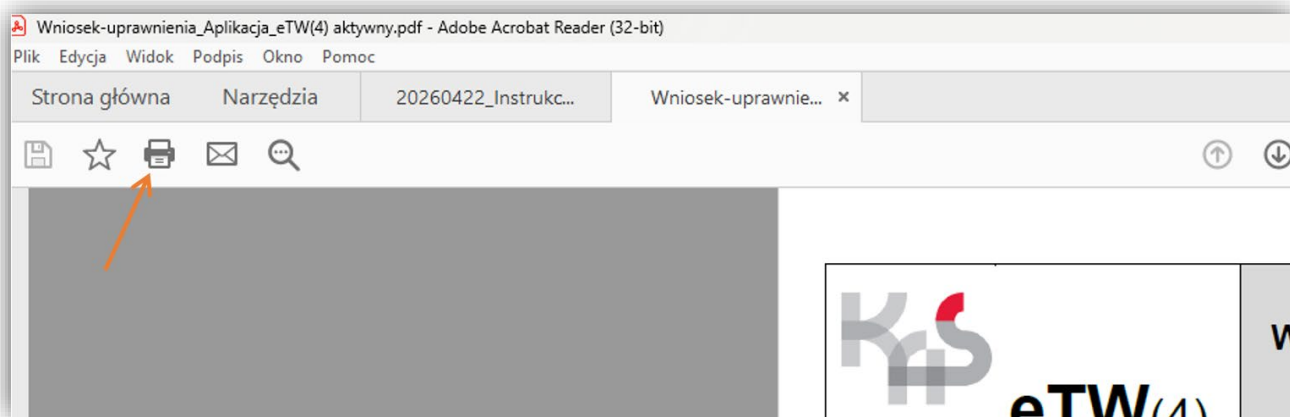 Wniosek-uprawnienia_Aplikacja_eTW(4) aktywny.pdf - Adobe Acrobat Reader (32-bit)
Plik Edycja Widok Podpis Okno Pomoc
Strona główna Narzędzia 20260422_Instrukc... Wniosek-uprawnie... ×
KAS W
eTW(4)